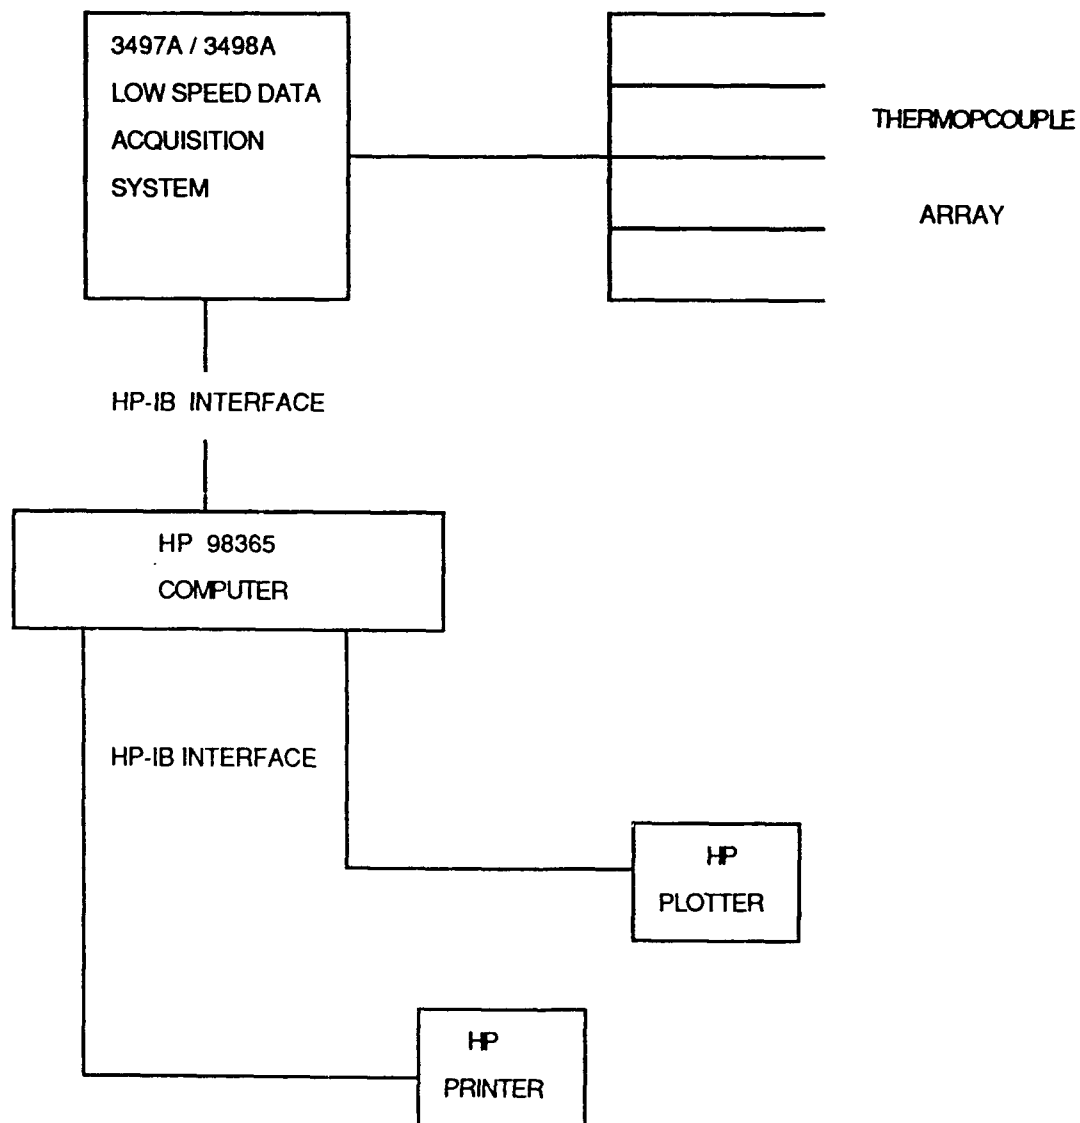 3497A / 3498A
LOW SPEED DATA
ACQUISITION
SYSTEM
THERMOPCOUPLE
ARRAY
HP-IB INTERFACE
HP 98365
COMPUTER
HP-IB INTERFACE
HP
PLOTTER
HP
PRINTER